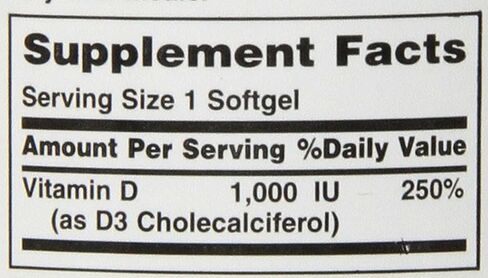 Supplement Facts
Serving Size 1 Softgel
Amount Per Serving %Daily Value
Vitamin D 1,000 IU 250%
(as D3 Cholecalciferol)